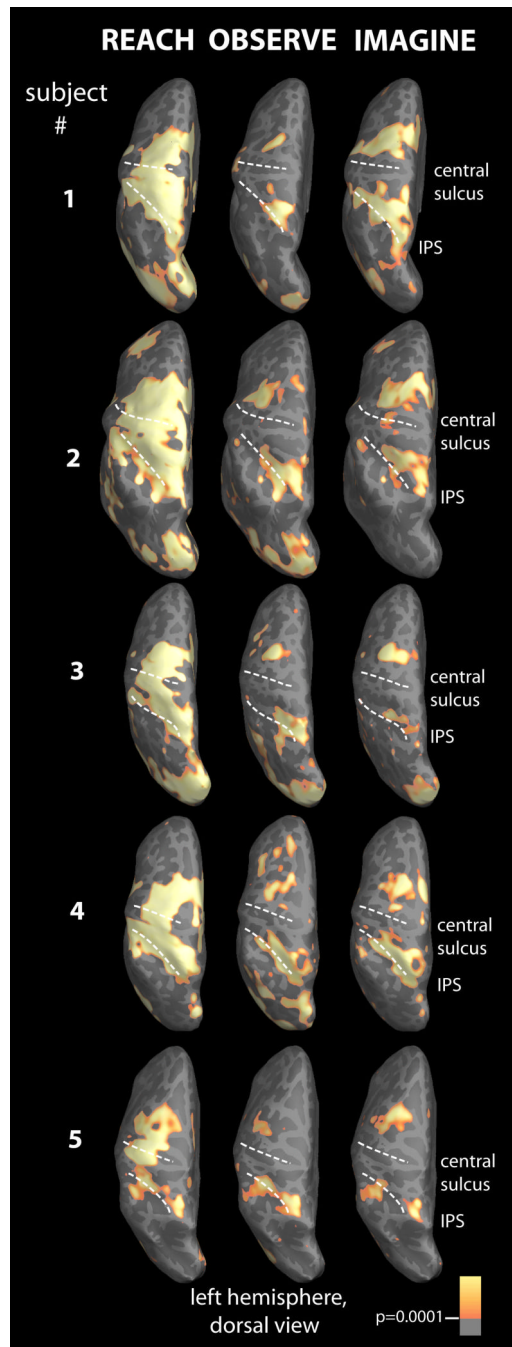 REACH OBSERVE IMAGINE
subject
#
1
central
sulcus
IPS
2
central
sulcus
IPS
3
central
sulcus
IPS
4
central
sulcus
IPS
5
central
sulcus
IPS
left hemisphere,
dorsal view
p=0.0001